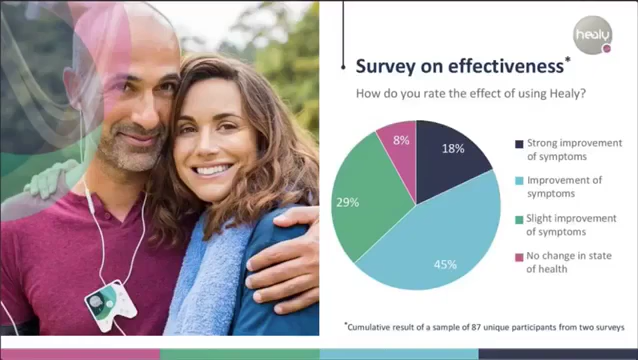 healy
Survey on effectiveness*
How do you rate the effect of using Healy?
8%
18%
29%
45%
Strong improvement
of symptoms
Improvement of
symptoms
Slight improvement
of symptoms
No change in state
of health
*Cumulative result of a sample of 87 unique participants from two surveys